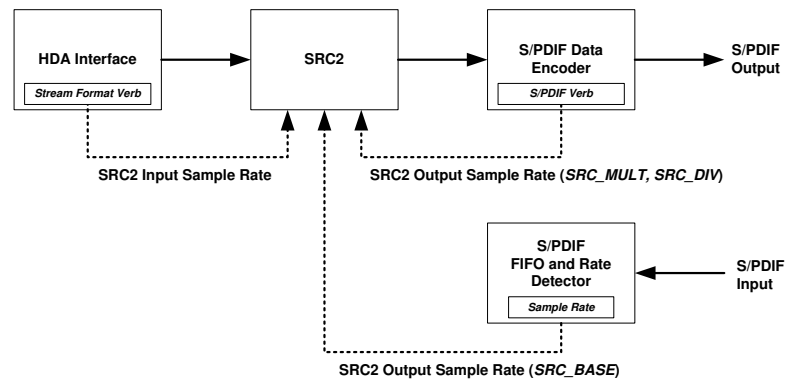 HDA Interface
Stream Format Verb
SRC2
S/PDIF Data
Encoder
S/PDIF Verb
S/PDIF
Output
SRC2 Input Sample Rate
SRC2 Output Sample Rate (SRC_MULT, SRC_DIV)
S/PDIF
FIFO and Rate
Detector
Sample Rate
S/PDIF
Input
SRC2 Output Sample Rate (SRC_BASE)